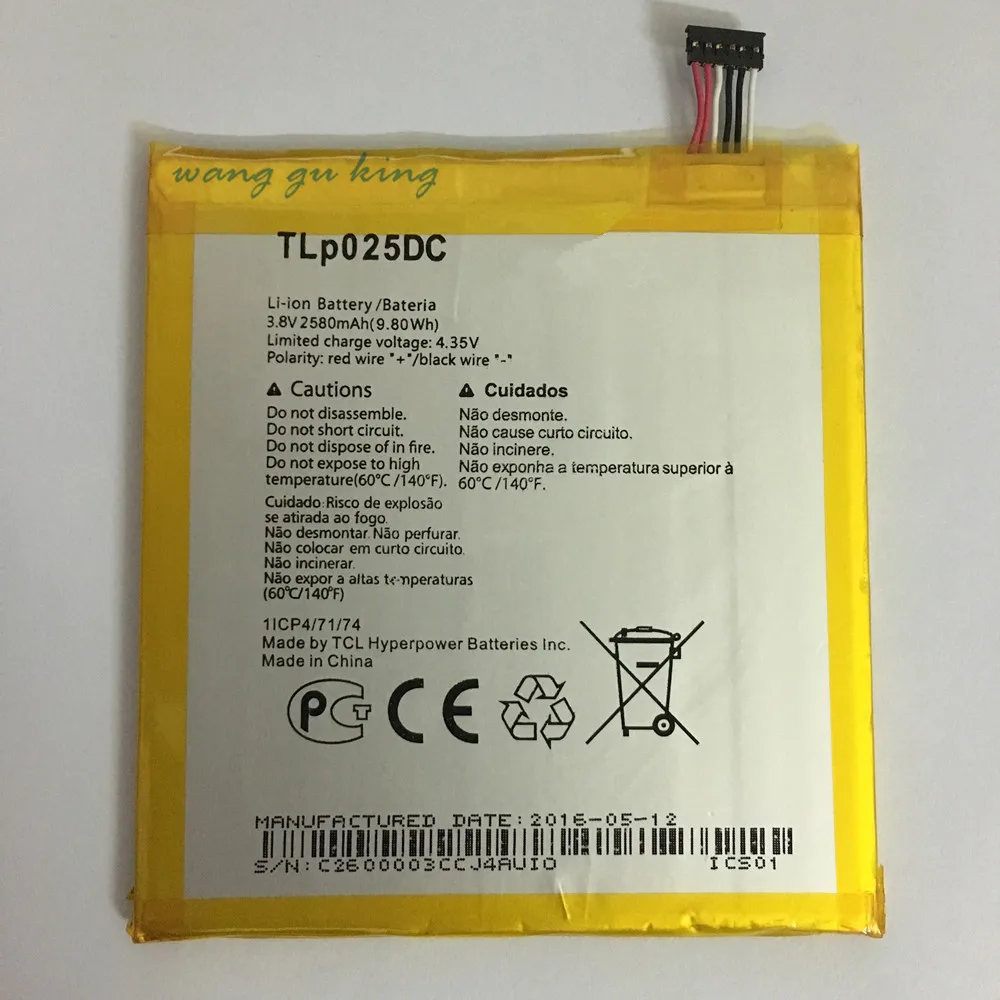 wang gu king
TLp025DC
Li-ion Battery/Bateria
3.8V 2580mAh(9.80Wh)
Limited charge voltage: 4.35V
Polarity: red wire "+"/black wire "-"
Cautions
Do not disassemble.
Do not short circuit.
Do not dispose of in fire.
Do not expose to high
temperature(60°C /140°F).
Cuidados
Não desmonte.
Não cause curto circuito.
Não incinere.
Não exponha a temperatura superior à
60°C /140°F.
Cuidado: Risco de explosão
se atirada ao fogo.
Não desmontar. Não perfurar.
Não colocar em curto circuito.
Não incinerar.
Não expor a altas temperaturas
(60°C/140°F)
1ICP4/71/74
Made by TCL Hyperpower Batteries Inc.
Made in China
PCT CE
MANUFACTURED DATE:2016-05-12
S/N:C2600003CCJ4AVI0 ICS01